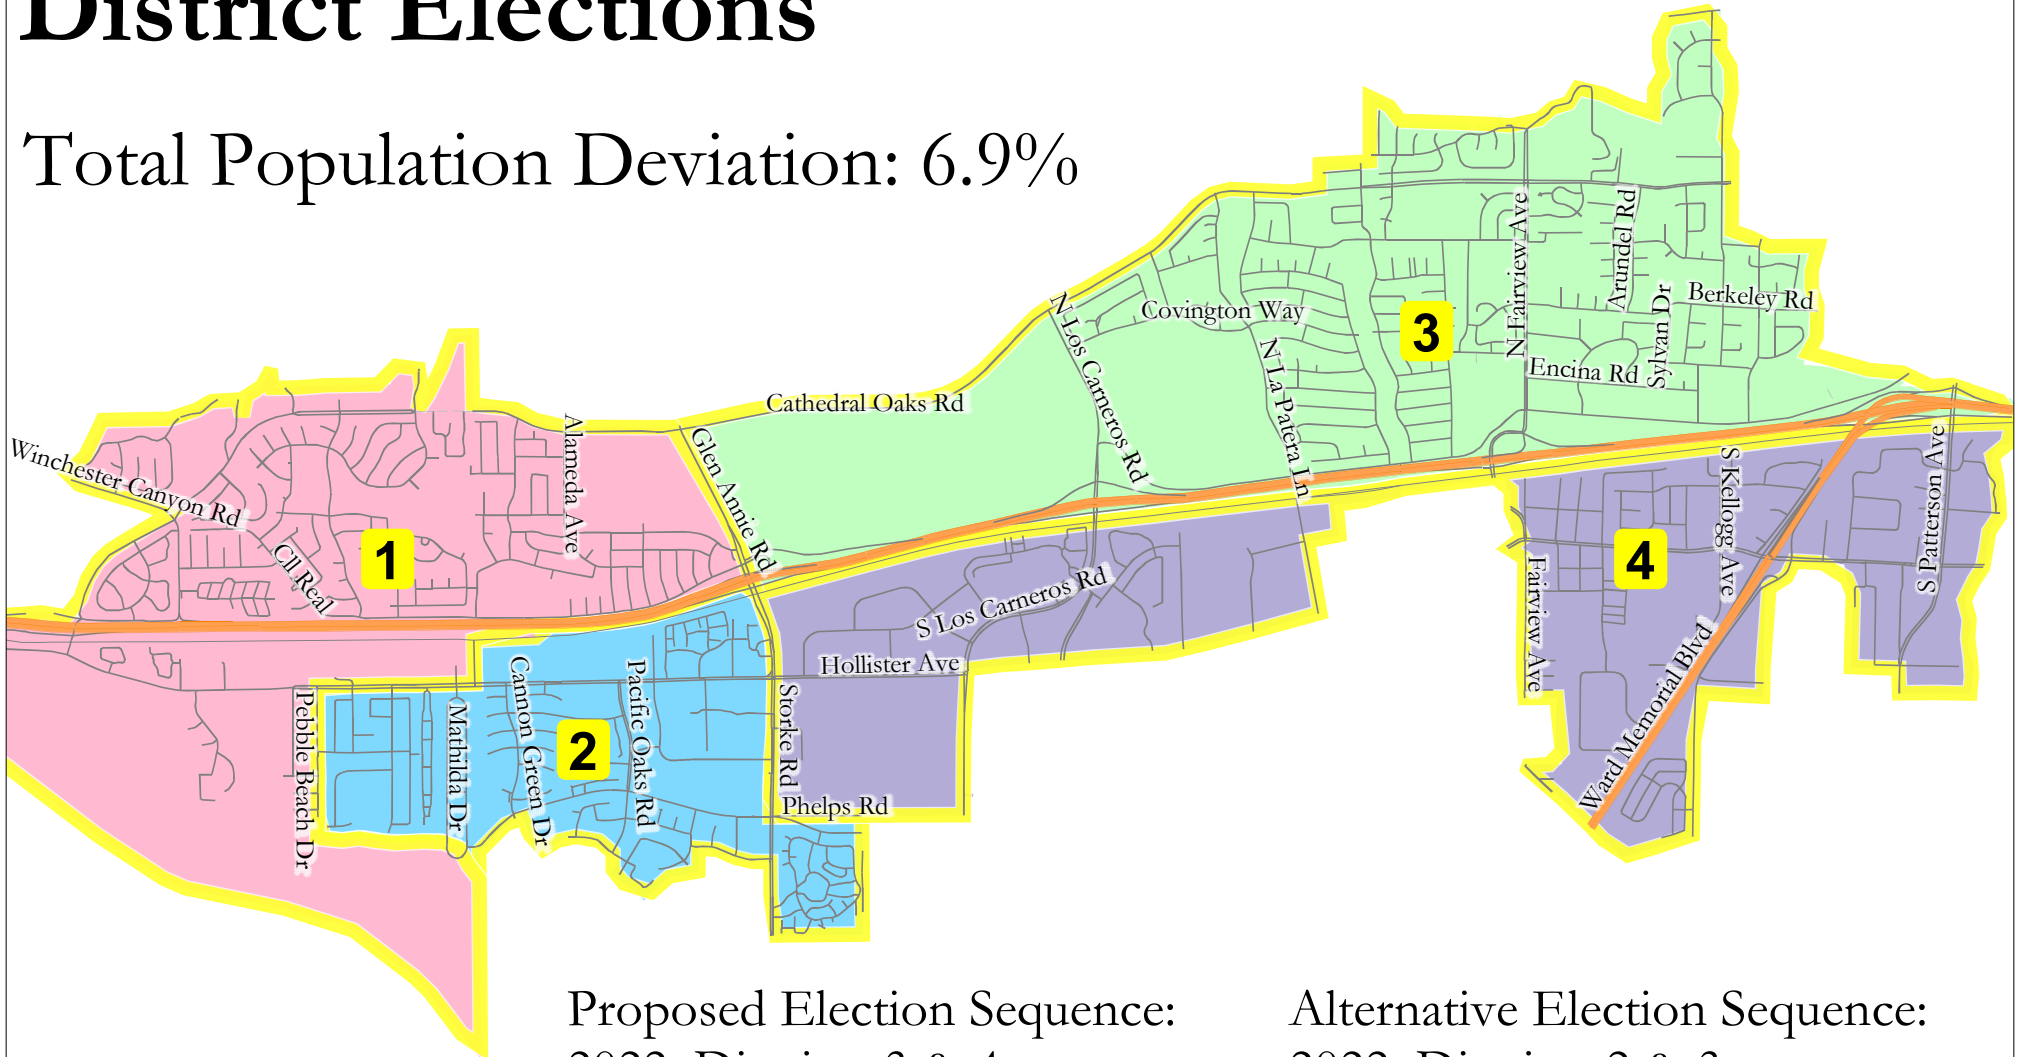 District Elections
Total Population Deviation: 6.9%
N Fairview Ave
Arundel Rd
Berkeley Rd
Sylvan Dr
Covington Way
3
N Los Carneros Rd
N La Patera Ln
Encina Rd
Cathedral Oaks Rd
Alameda Ave
Glen Annie Rd
Winchester Canyon Rd
S Kellogg Ave
S Patterson Ave
1
Cll Real
4
Fairview Ave
S Los Carneros Rd
Hollister Ave
Pebble Beach Dr
Mathilda Dr
Cannon Green Dr
2
Pacific Oaks Rd
Storke Rd
Ward Memorial Blvd
Phelps Rd
Proposed Election Sequence:
Alternative Election Sequence: